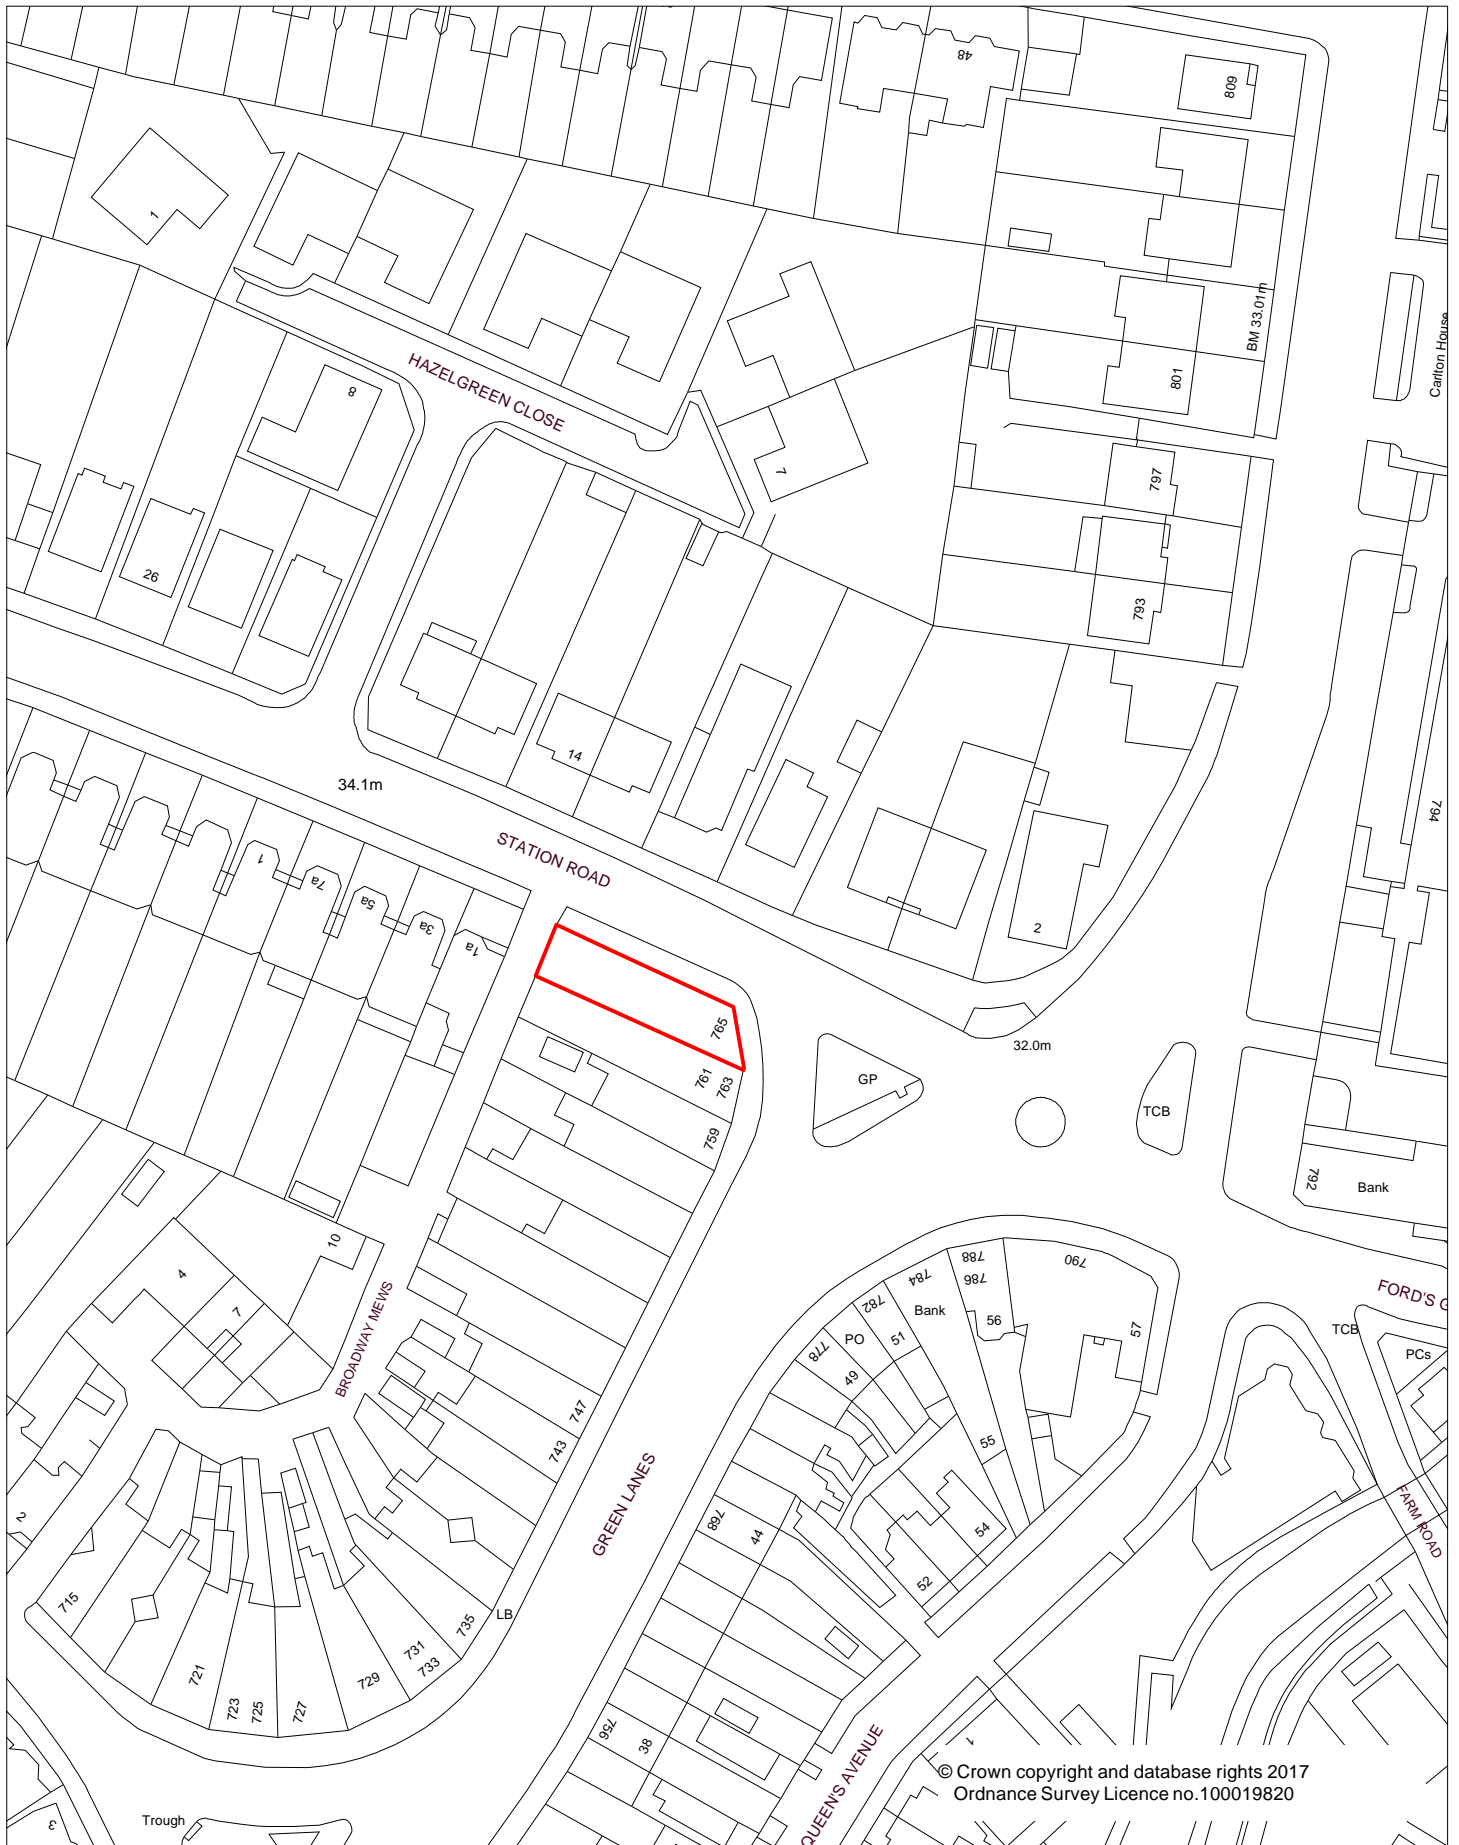 48
809
1
BM 33.01m
Carlton House
HAZELGREEN CLOSE
8
801
7
797
26
793
14
34.1m
794
STATION ROAD
1
7a
5a
3a
1a
2
765
32.0m
761
763
GP
TCB
759
792
Bank
10
4
7
BROADWAY MEWS
788
786
784
782
790
Bank
56
57
PO
51
778
49
FORD'S G
TCB
PCs
747
743
55
GREEN LANES
768
44
54
52
FARM ROAD
2
715
LB
735
731
733
729
721
723
725
727
756
38
QUEEN'S AVENUE
1
© Crown copyright and database rights 2017
Ordnance Survey Licence no.100019820
Trough
3